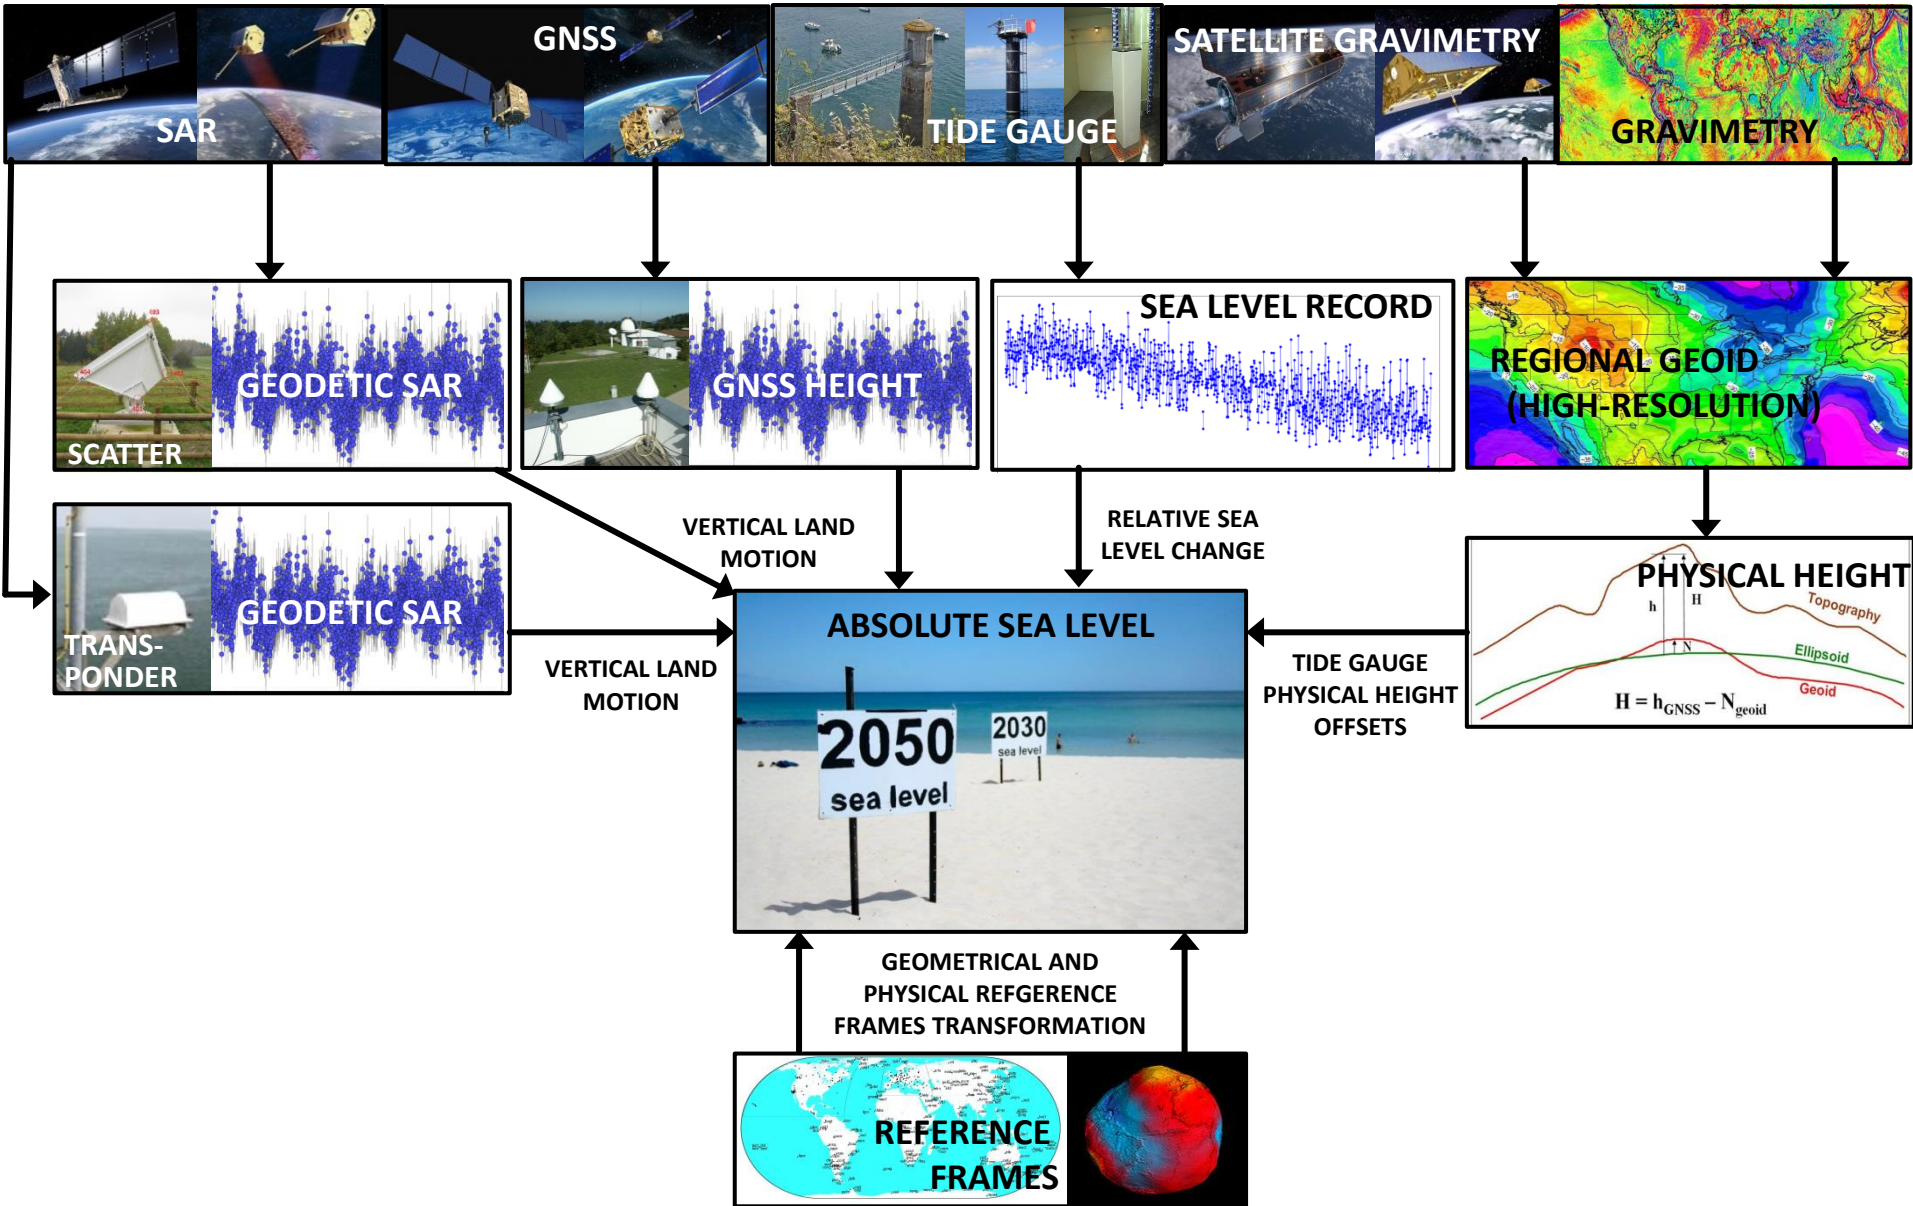 SAR
GNSS
TIDE GAUGE
SATELLITE GRAVIMETRY
GRAVIMETRY
SCATTER
GEODETIC SAR
GNSS HEIGHT
SEA LEVEL RECORD
REGIONAL GEOID
(HIGH-RESOLUTION)
TRANS-
PONDER
GEODETIC SAR
VERTICAL LAND
MOTION
VERTICAL LAND
MOTION
RELATIVE SEA
LEVEL CHANGE
PHYSICAL HEIGHT
h
H
N
Topography
Ellipsoid
Geoid
H = hGNSS − Ngeoid
TIDE GAUGE
PHYSICAL HEIGHT
OFFSETS
ABSOLUTE SEA LEVEL
2050
sea level
2030
sea level
GEOMETRICAL AND
PHYSICAL REFGERENCE
FRAMES TRANSFORMATION
REFERENCE
FRAMES